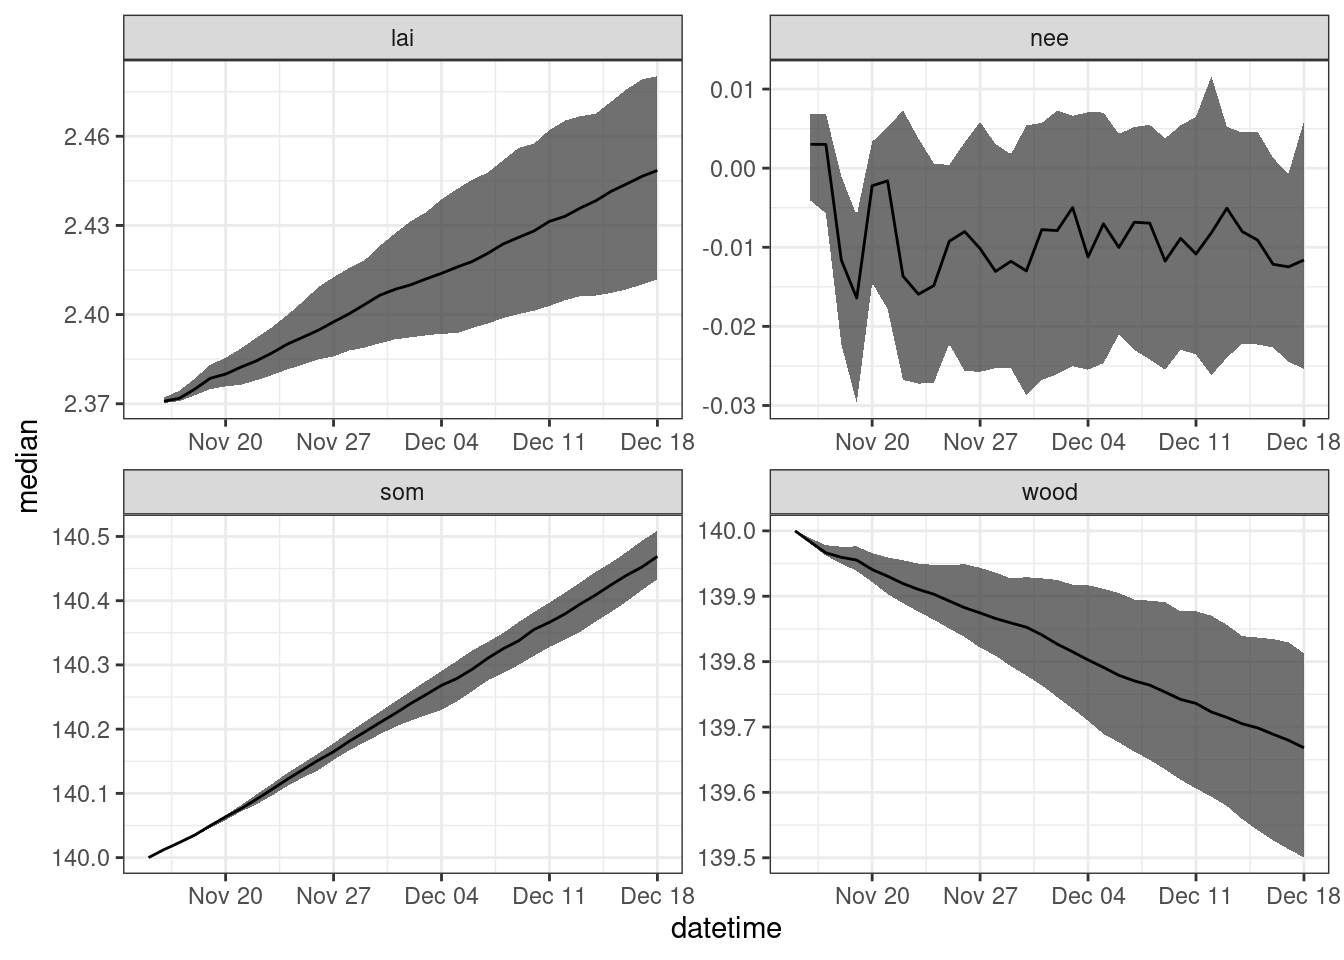 lai
nee
2.46
2.43
2.40
2.37
0.01
0.00
-0.01
-0.02
-0.03
Nov 20 Nov 27 Dec 04 Dec 11 Dec 18
Nov 20 Nov 27 Dec 04 Dec 11 Dec 18
median
som
wood
140.5
140.4
140.3
140.2
140.1
140.0
140.0
139.9
139.8
139.7
139.6
139.5
Nov 20 Nov 27 Dec 04 Dec 11 Dec 18
Nov 20 Nov 27 Dec 04 Dec 11 Dec 18
datetime